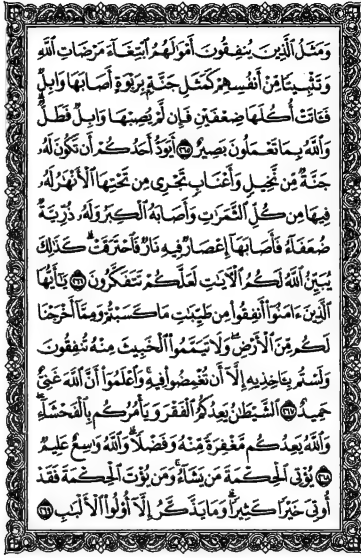 وَمَثَلُ ٱلَّذِينَ يُنفِقُونَ أَمْوَٰلَهُمُ ٱبْتِغَآءَ مَرْضَاتِ ٱللَّهِ
وَتَثْبِيتًا مِّنْ أَنفُسِهِمْ كَمَثَلِ جَنَّةٍۭ بِرَبْوَةٍ أَصَابَهَا وَابِلٌ
فَـَٔاتَتْ أُكُلَهَا ضِعْفَيْنِ فَإِن لَّمْ يُصِبْهَا وَابِلٌ فَطَلٌّ
وَٱللَّهُ بِمَا تَعْمَلُونَ بَصِيرٌ ٢٦٥ أَيَوَدُّ أَحَدُكُمْ أَن تَكُونَ لَهُۥ
جَنَّةٌ مِّن نَّخِيلٍ وَأَعْنَابٍ تَجْرِى مِن تَحْتِهَا ٱلْأَنْهَٰرُ لَهُۥ
فِيهَا مِن كُلِّ ٱلثَّمَرَٰتِ وَأَصَابَهُ ٱلْكِبَرُ وَلَهُۥ ذُرِّيَّةٌ
ضُعَفَآءُ فَأَصَابَهَآ إِعْصَارٌ فِيهِ نَارٌ فَٱحْتَرَقَتْ ۗ كَذَٰلِكَ
يُبَيِّنُ ٱللَّهُ لَكُمُ ٱلْـَٔايَٰتِ لَعَلَّكُمْ تَتَفَكَّرُونَ ٢٦٦ يَٰٓأَيُّهَا
ٱلَّذِينَ ءَامَنُوٓا۟ أَنفِقُوا۟ مِن طَيِّبَٰتِ مَا كَسَبْتُمْ وَمِمَّآ أَخْرَجْنَا
لَكُم مِّنَ ٱلْأَرْضِ ۖ وَلَا تَيَمَّمُوا۟ ٱلْخَبِيثَ مِنْهُ تُنفِقُونَ
وَلَسْتُم بِـَٔاخِذِيهِ إِلَّآ أَن تُغْمِضُوا۟ فِيهِ ۚ وَٱعْلَمُوٓا۟ أَنَّ ٱللَّهَ غَنِىٌّ
حَمِيدٌ ٢٦٧ ٱلشَّيْطَٰنُ يَعِدُكُمُ ٱلْفَقْرَ وَيَأْمُرُكُم بِٱلْفَحْشَآءِ ۖ
وَٱللَّهُ يَعِدُكُم مَّغْفِرَةً مِّنْهُ وَفَضْلًا ۗ وَٱللَّهُ وَٰسِعٌ عَلِيمٌ
٢٦٨ يُؤْتِى ٱلْحِكْمَةَ مَن يَشَآءُ ۚ وَمَن يُؤْتَ ٱلْحِكْمَةَ فَقَدْ
أُوتِىَ خَيْرًا كَثِيرًا ۗ وَمَا يَذَّكَّرُ إِلَّآ أُو۟لُوا۟ ٱلْأَلْبَٰبِ ٢٦٩